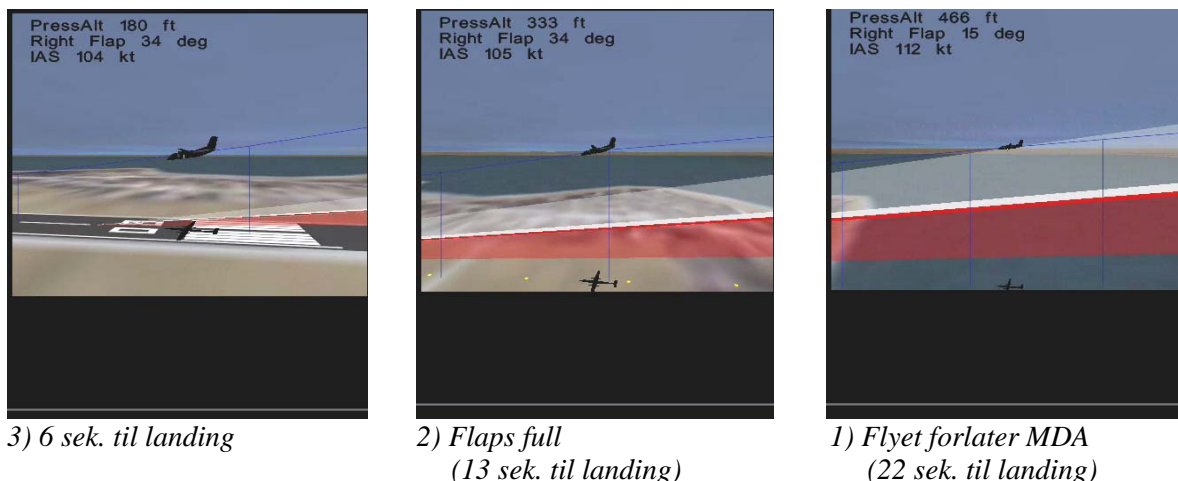 PressAlt 180 ft
Right Flap 34 deg
IAS 104 kt
PressAlt 333 ft
Right Flap 34 deg
IAS 105 kt
PressAlt 466 ft
Right Flap 15 deg
IAS 112 kt
3) 6 sek. til landing
2) Flaps full
(13 sek. til landing)
1) Flyet forlater MDA
(22 sek. til landing)